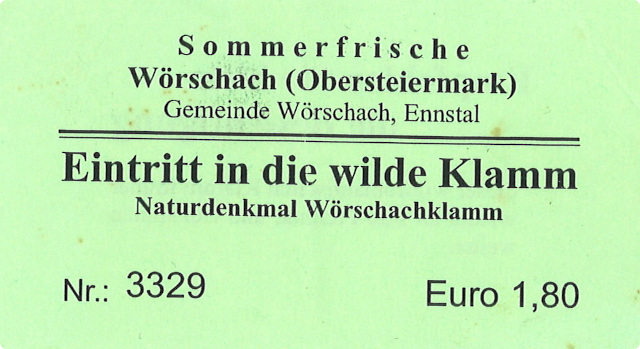 Sommerfrische
Wörschach (Obersteiermark)
Gemeinde Wörschach, Ennstal
Eintritt in die wilde Klamm
Naturdenkmal Wörschachklamm
Nr.: 3329
Euro 1,80